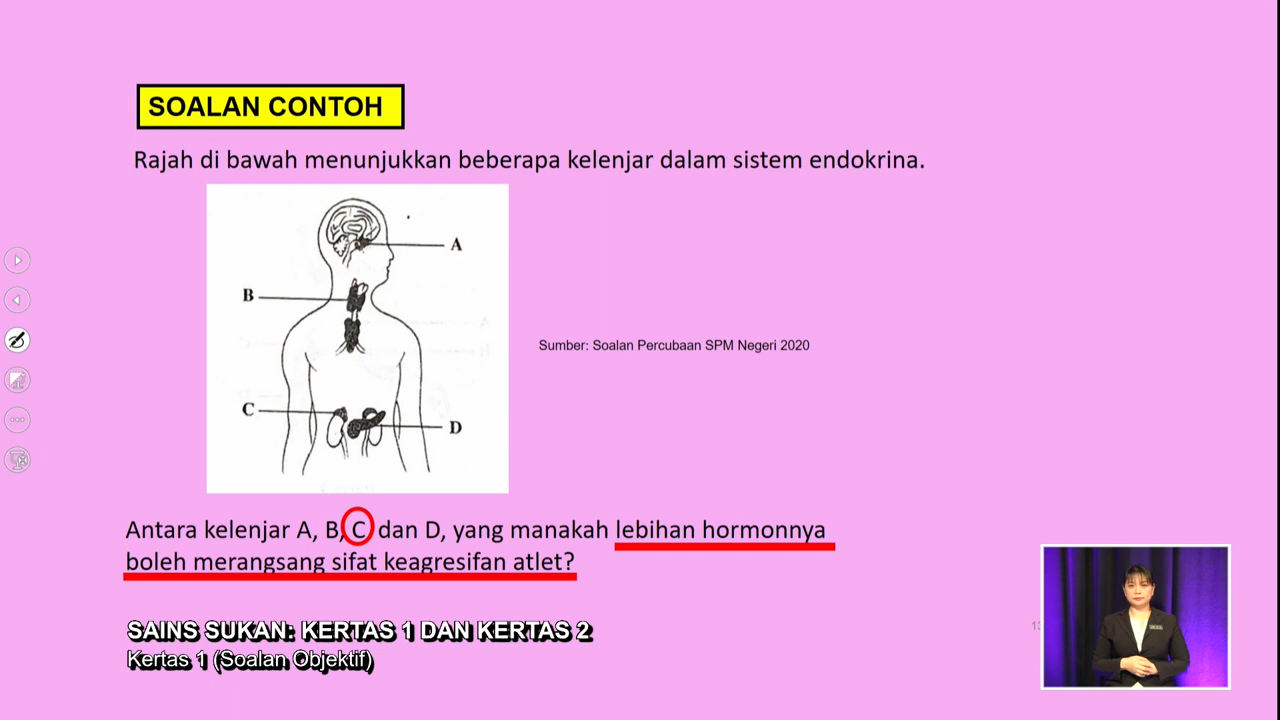 SOALAN CONTOH
Rajah di bawah menunjukkan beberapa kelenjar dalam sistem endokrina.
A
B
C
D
Sumber: Soalan Percubaan SPM Negeri 2020
Antara kelenjar A, B, C dan D, yang manakah lebihan hormonnya
boleh merangsang sifat keagresifan atlet?
SAINS SUKAN: KERTAS 1 DAN KERTAS 2
Kertas 1 (Soalan Objektif)